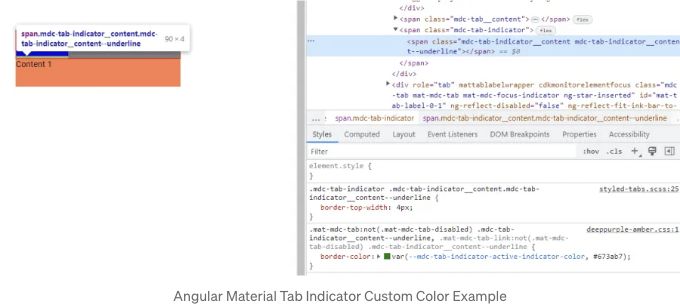 span.mdc-tab-indicator__content.mdc-
tab-indicator__content--underline
90 × 4
Content 1
</div>
<span class="mdc-tab__content"> </span> flex
<span class="mdc-tab-indicator"> flex
<span class="mdc-tab-indicator__content mdc-tab-indicator__conten
t--underline"></span> == $0
</span>
</div>
<div role="tab" mattablabelwrapper cdkmonitorelementfocus class="mdc-
tab mat-mdc-tab mat-mdc-focus-indicator ng-star-inserted" id="mat-t
ab-label-0-1" ng-reflect-disabled="false" ng-reflect-fit-ink-bar-to-
... ie span.mdc-tab-indicator span.mdc-tab-indicator__content.mdc-tab-indicator__content--underline
Styles Computed Layout Event Listeners DOM Breakpoints Properties Accessibility
Filter :hov .cls +
element.style {
}
.mdc-tab-indicator .mdc-tab-indicator__content.mdc-tab- styled-tabs.scss:25
indicator__content--underline {
border-top-width: 4px;
}
.mat-mdc-tab:not(.mat-mdc-tab-disabled) .mdc-tab- deeppurple-amber.css:1
indicator__content--underline, .mat-mdc-tab-link:not(.mat-mdc-tab-
disabled) .mdc-tab-indicator__content--underline {
border-color: var(--mdc-tab-indicator-active-indicator-color, #673ab7);
}
Angular Material Tab Indicator Custom Color Example